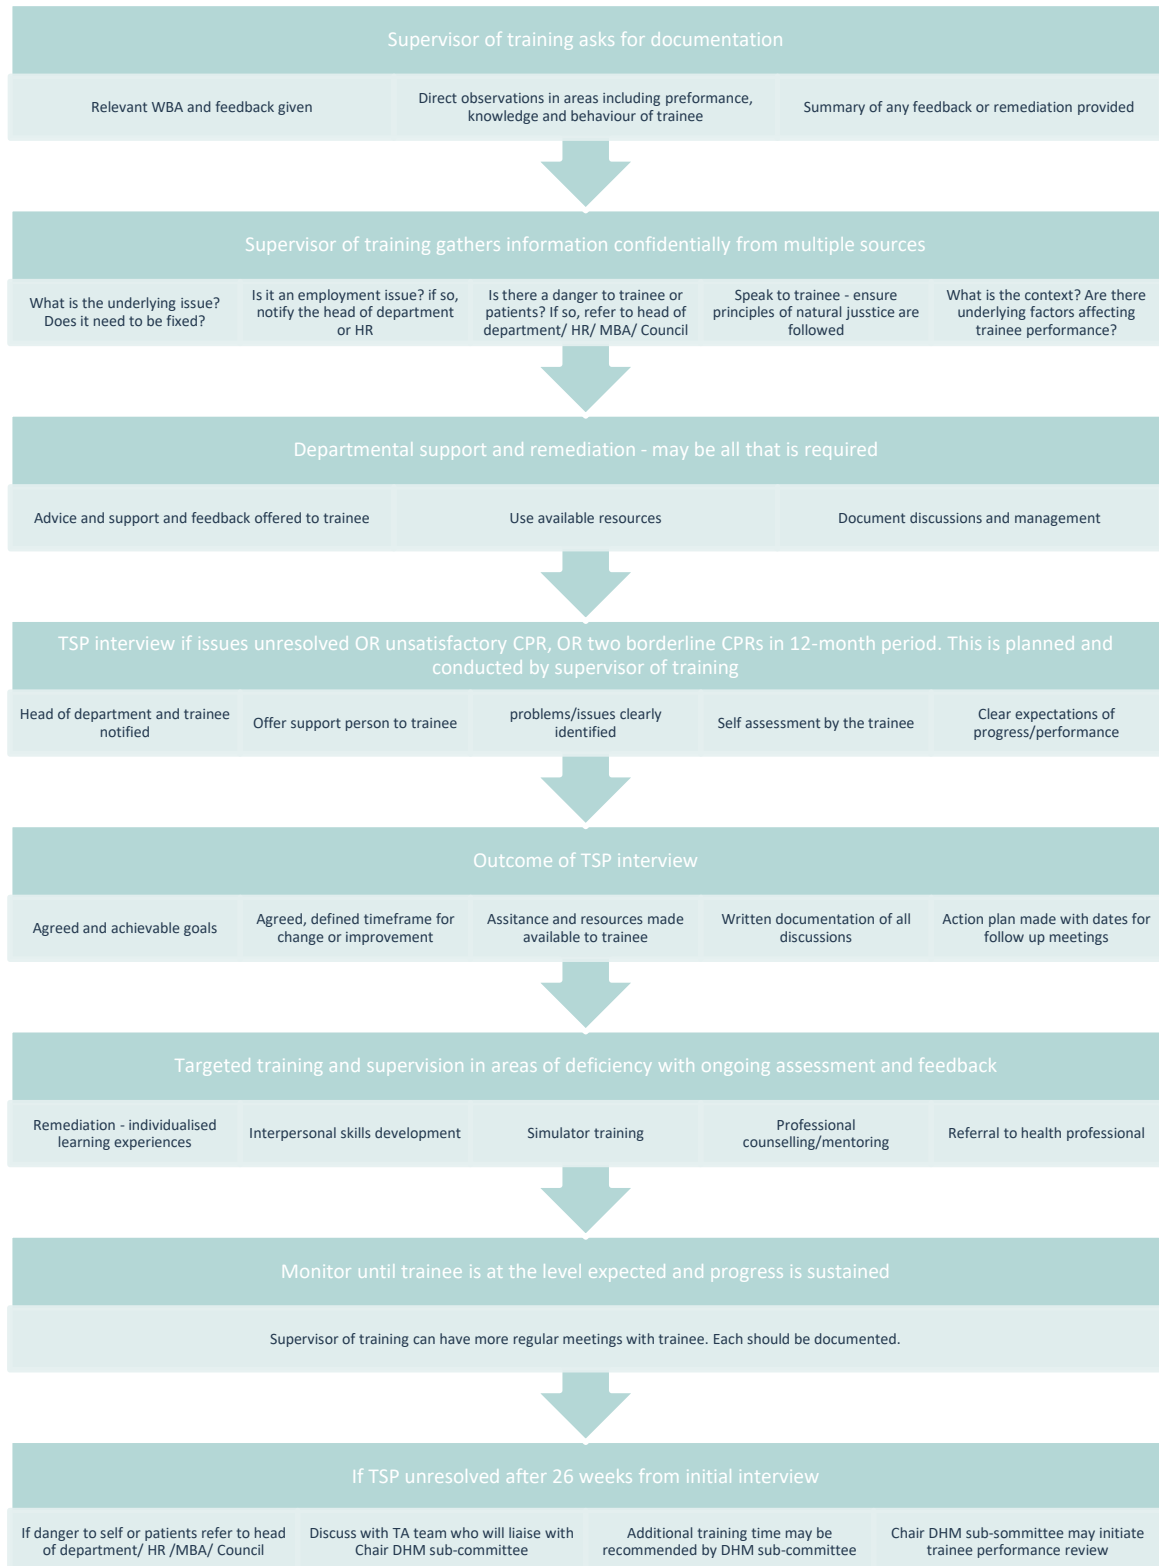 Supervisor of training asks for documentation
Relevant WBA and feedback given
Direct observations in areas including preformance,
knowledge and behaviour of trainee
Summary of any feedback or remediation provided
Supervisor of training gathers information confidentially from multiple sources
What is the underlying issue?
Does it need to be fixed?
Is it an employment issue? if so,
notify the head of department
or HR
Is there a danger to trainee or
patients? If so, refer to head of
department/ HR/ MBA/ Council
Speak to trainee - ensure
principles of natural jusstice are
followed
What is the context? Are there
underlying factors affecting
trainee performance?
Departmental support and remediation - may be all that is required
Advice and support and feedback offered to trainee
Use available resources
Document discussions and management
TSP interview if issues unresolved OR unsatisfactory CPR, OR two borderline CPRs in 12-month period. This is planned and
conducted by supervisor of training
Head of department and trainee
notified
Offer support person to trainee
problems/issues clearly
identified
Self assessment by the trainee
Clear expectations of
progress/performance
Outcome of TSP interview
Agreed and achievable goals
Agreed, defined timeframe for
change or improvement
Assitance and resources made
available to trainee
Written documentation of all
discussions
Action plan made with dates for
follow up meetings
Targeted training and supervision in areas of deficiency with ongoing assessment and feedback
Remediation - individualised
learning experiences
Interpersonal skills development
Simulator training
Professional
counselling/mentoring
Referral to health professional
Monitor until trainee is at the level expected and progress is sustained
Supervisor of training can have more regular meetings with trainee. Each should be documented.
If TSP unresolved after 26 weeks from initial interview
If danger to self or patients refer to head
of department/ HR /MBA/ Council
Discuss with TA team who will liaise with
Chair DHM sub-committee
Additional training time may be
recommended by DHM sub-committee
Chair DHM sub-sommittee may initiate
trainee performance review